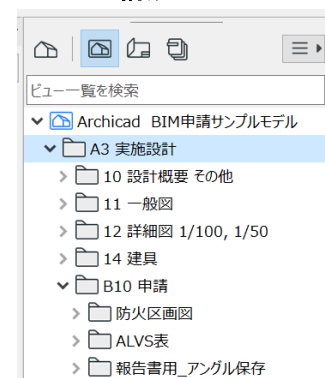 ビュー一覧を検索
Archicad BIM申請サンプルモデル
A3 実施設計
10 設計概要 その他
11 一般図
12 詳細図 1/100, 1/50
14 建具
B10 申請
防火区画図
ALVS表
報告書用_アングル保存